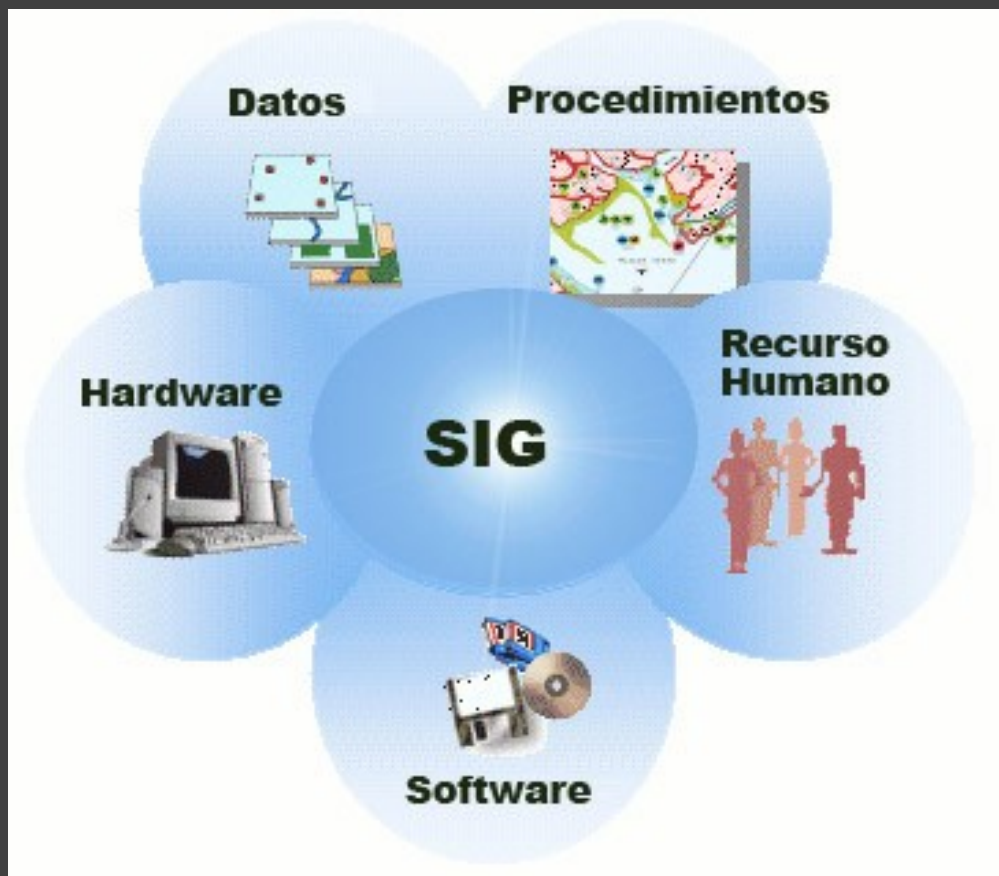 Datos
Procedimientos
Hardware
Recurso
Humano
SIG
Software